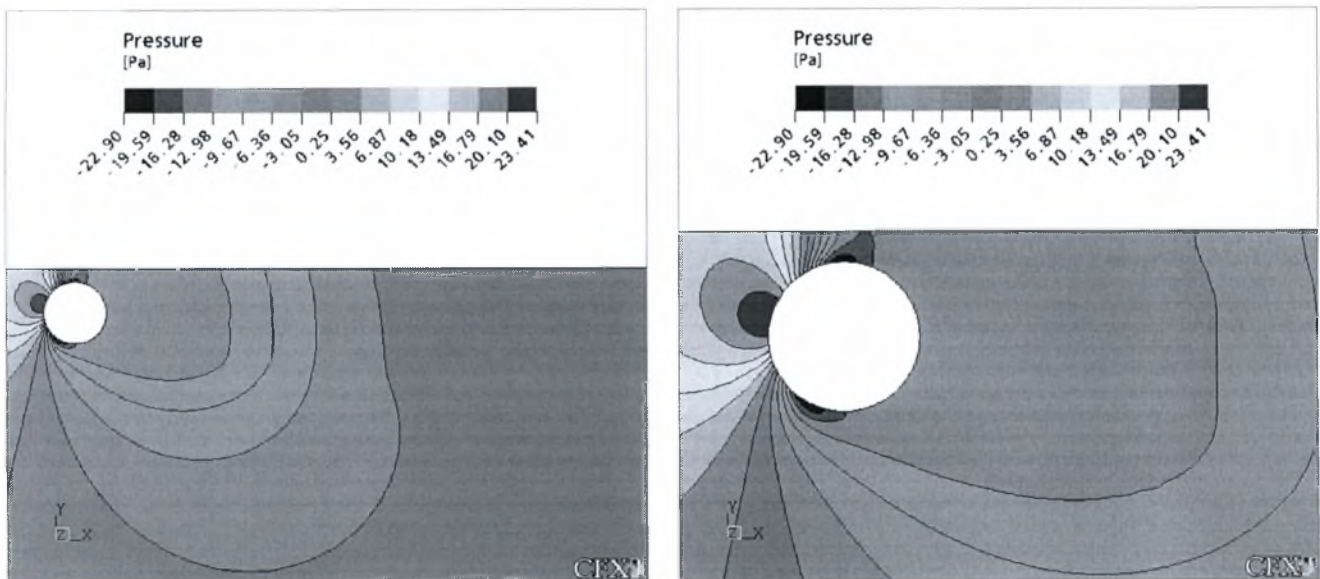 Pressure
[Pa]
-22.90 -19.59 -16.28 -12.98 -9.67 -6.36 -3.05 0.25 3.56 6.87 10.18 13.49 16.79 20.10 23.41
Y
Z X
CFX
Pressure
[Pa]
-22.90 -19.59 -16.28 -12.98 -9.67 -6.36 -3.05 0.25 3.56 6.87 10.18 13.49 16.79 20.10 23.41
Y
Z X
CFX